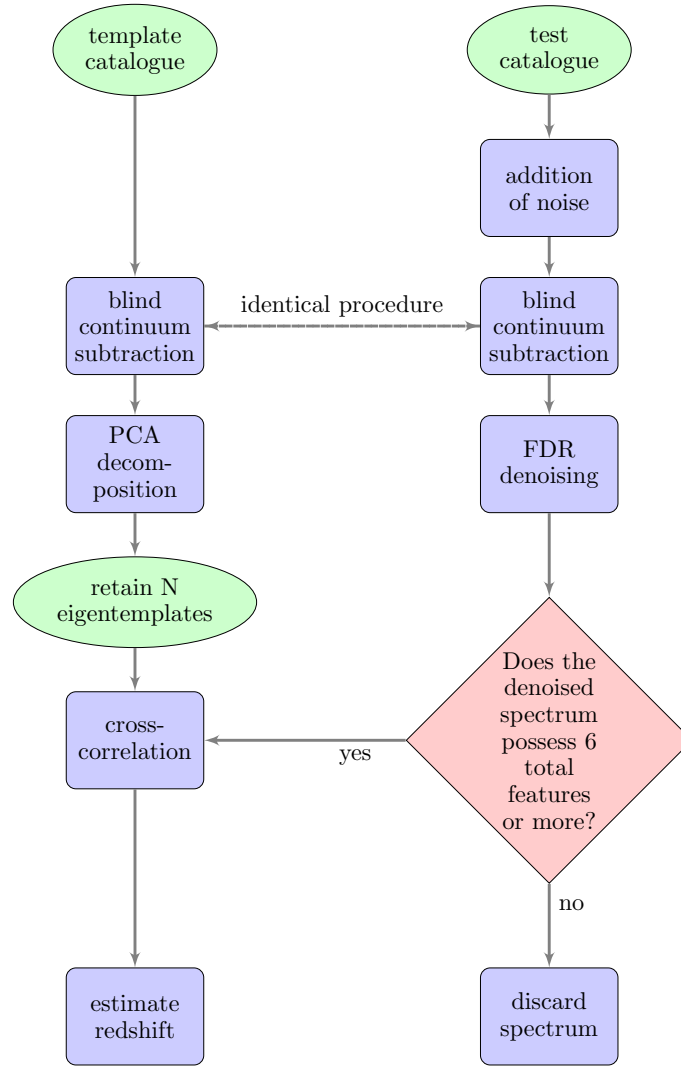 template
catalogue
test
catalogue
addition
of noise
blind
continuum
subtraction
identical procedure
blind
continuum
subtraction
PCA
decom-
position
FDR
denoising
retain N
eigentemplates
Does the
denoised
spectrum
possess 6
total
features
or more?
cross-
correlation
yes
no
estimate
redshift
discard
spectrum